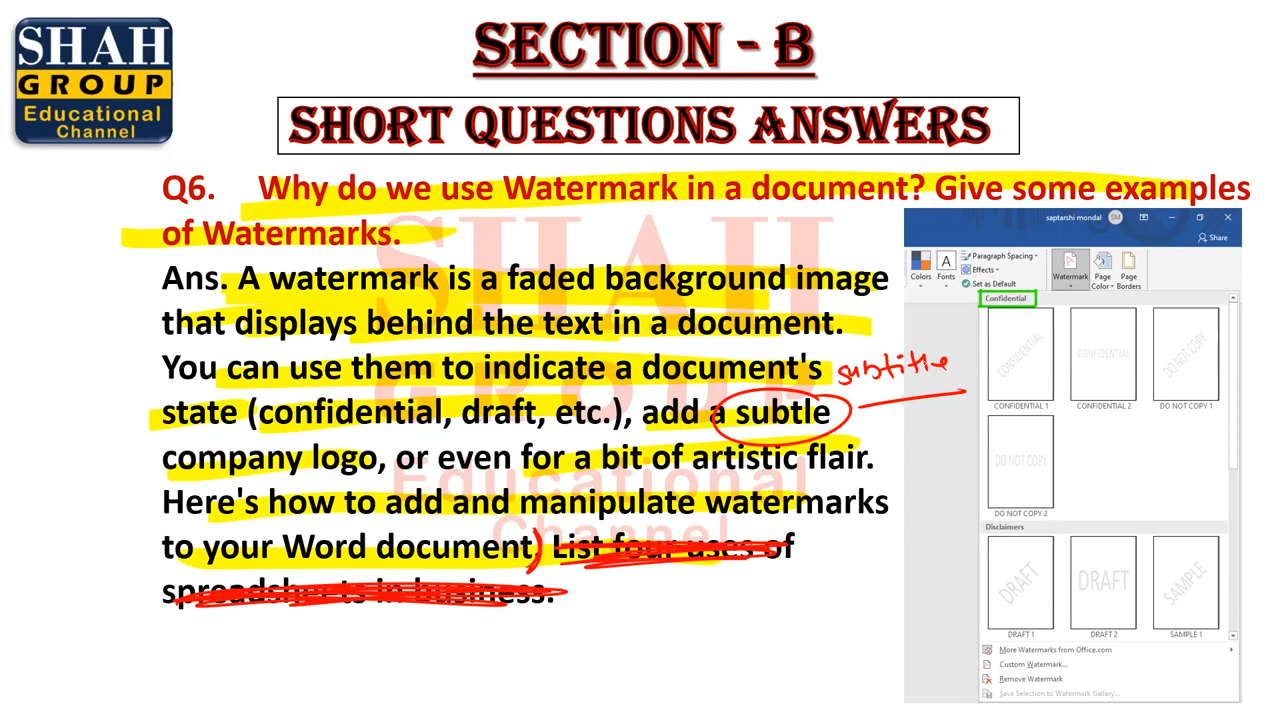 SHAH
GROUP
Educational
Channel
SECTION - B
SHORT QUESTIONS ANSWERS
Q6. Why do we use Watermark in a document? Give some examples
of Watermarks.
Ans. A watermark is a faded background image
that displays behind the text in a document.
You can use them to indicate a document's
subtitle
state (confidential, draft, etc.), add a subtle
company logo, or even for a bit of artistic flair.
Here's how to add and manipulate watermarks
to your Word document) List four uses of
spreadsheets in business.
SHAH
GROUP
Educational
Channel
saptarshi mondal SM
Share
Colors
Fonts
Paragraph Spacing
Effects
Set as Default
Watermark
Page
Color
Page
Borders
Confidential
CONFIDENTIAL
CONFIDENTIAL
DO NOT COPY
CONFIDENTIAL 1
CONFIDENTIAL 2
DO NOT COPY 1
DO NOT COPY
DO NOT COPY 2
Disclaimers
DRAFT
DRAFT
SAMPLE
DRAFT 1
DRAFT 2
SAMPLE 1
More Watermarks from Office.com
Custom Watermark...
Remove Watermark
Save Selection to Watermark Gallery...